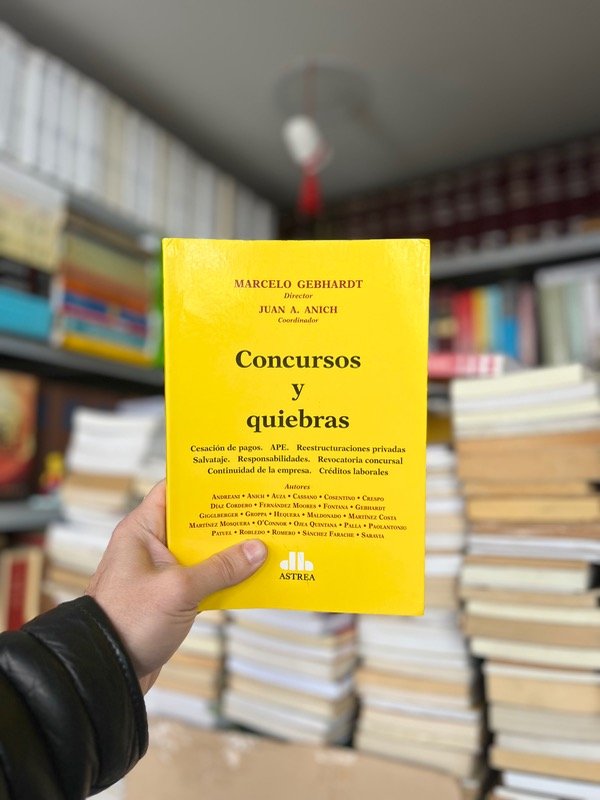 MARCELO GEBHARDT
Director
JUAN A. ANICH
Coordinador
Concursos
y
quiebras
Cesación de pagos. APE. Reestructuraciones privadas
Salvataje. Responsabilidades. Revocatoria concursal
Continuidad de la empresa. Créditos laborales
Autores
ANDREANI • ANICH • AUZA • CASSANO • COSENTINO • CRESPO
DÍAZ CORDERO • FERNÁNDEZ MOORES • FONTANA • GEBHARDT
GIGGLBERGER • GROPPA • HEQUERA • MALDONADO • MARTÍNEZ COSTA
MARTÍNEZ MOSQUERA • O'CONNOR • OJEA QUINTANA • PALLA • PAOLANTONIO
PATUEL • ROBLEDO • ROMERO • SÁNCHEZ FARACHE • SARAVIA
ASTREA